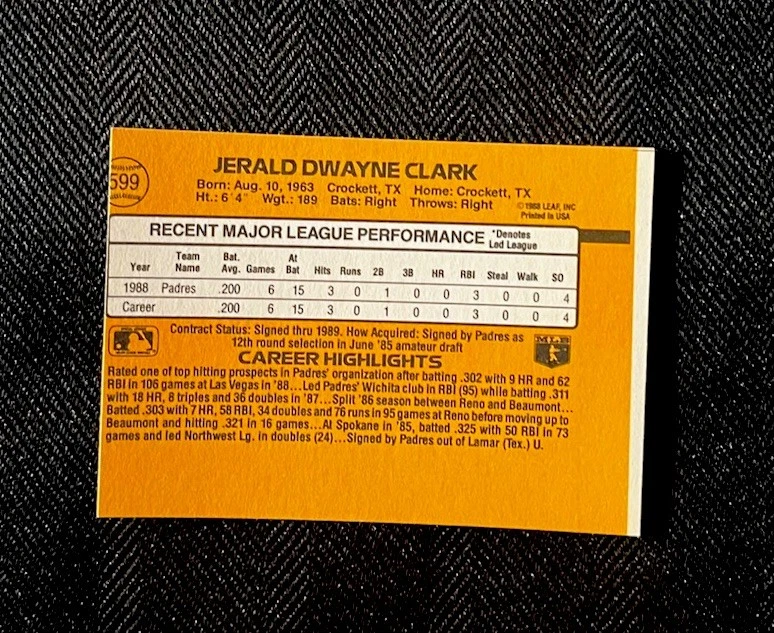 599
JERALD DWAYNE CLARK
Born: Aug. 10, 1963 Crockett, TX Home: Crockett, TX
Ht.: 6'4" Wgt.: 189 Bats: Right Throws: Right
© 1988 LEAF, INC
Printed in USA
RECENT MAJOR LEAGUE PERFORMANCE *Denotes Led League
Year Team Name Bat. Avg. Games At Bat Hits Runs 2B 3B HR RBI Steal Walk SO
1988 Padres .200 6 15 3 0 1 0 0 3 0 0 4
Career .200 6 15 3 0 1 0 0 3 0 0 4
Contract Status: Signed thru 1989. How Acquired: Signed by Padres as
12th round selection in June '85 amateur draft
MLB
CAREER HIGHLIGHTS
Rated one of top hitting prospects in Padres' organization after batting .302 with 9 HR and 62
RBI in 106 games at Las Vegas in '88...Led Padres' Wichita club in RBI (95) while batting .311
with 18 HR, 8 triples and 36 doubles in '87...Split '86 season between Reno and Beaumont...
Batted .303 with 7 HR, 58 RBI, 34 doubles and 76 runs in 95 games at Reno before moving up to
Beaumont and hitting .321 in 16 games...At Spokane in '85, batted .325 with 50 RBI in 73
games and led Northwest Lg. in doubles (24)...Signed by Padres out of Lamar (Tex.) U.